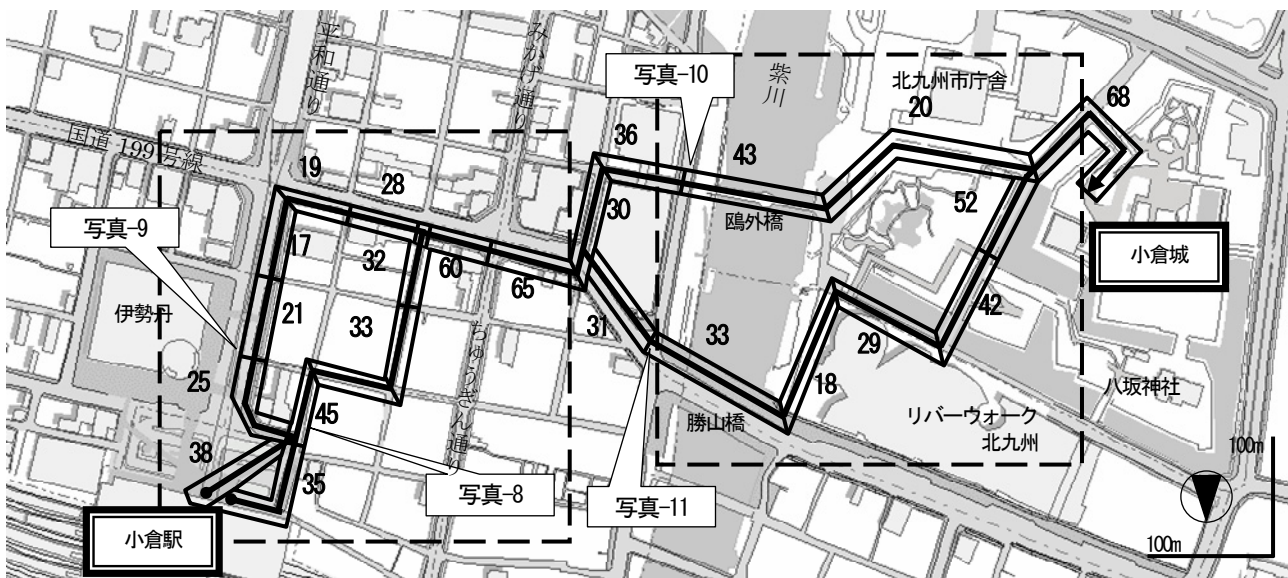 平和通り
みかげ通り
写真-10
紫川
北九州市庁舎
国道 199号線
68
20
36
43
19
28
写真-9
17
30
52
鴎外橋
32
60
65
小倉城
伊勢丹
21
33
31
33
42
29
25
18
八坂神社
ちゅうぎん通り
勝山橋
リバーウォーク
北九州
45
38
35
写真-8
写真-11
100m
小倉駅
100m